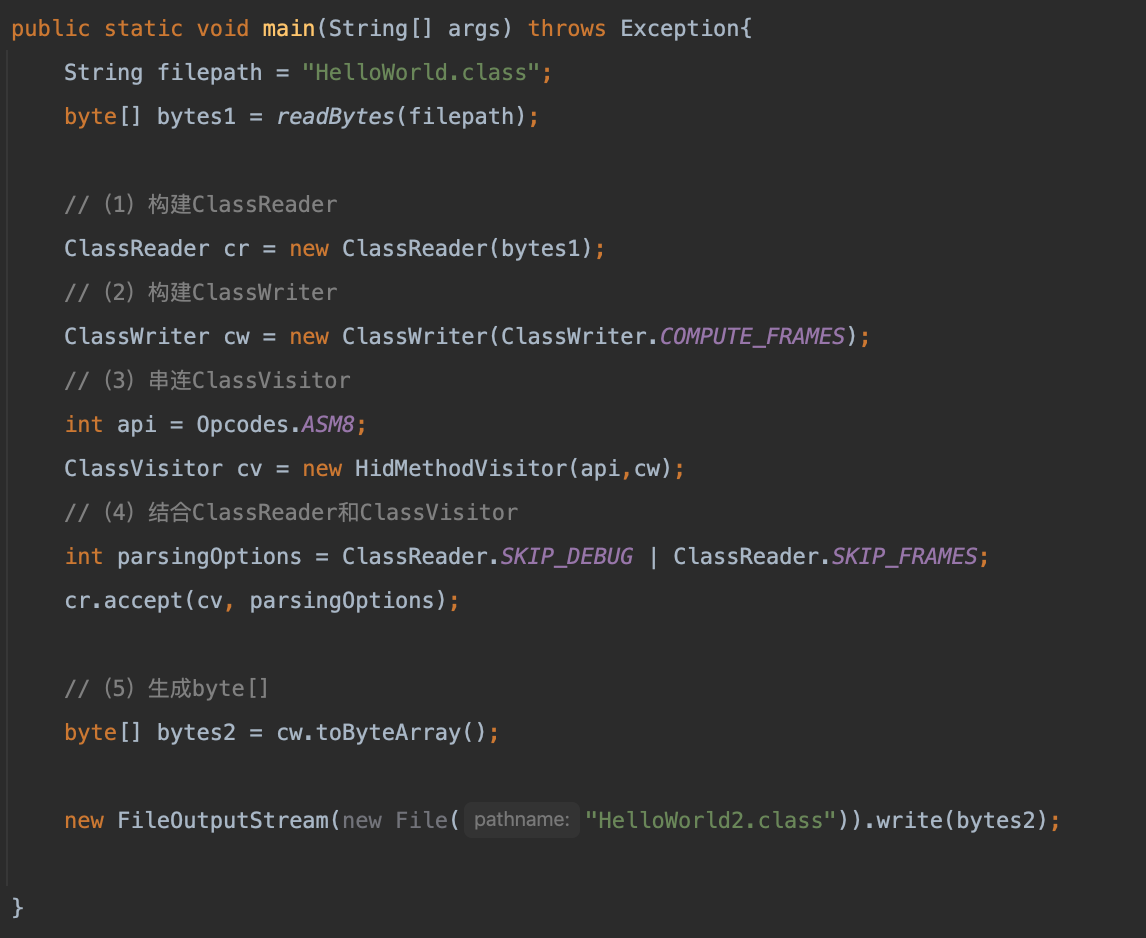 public static void main(String[] args) throws Exception{
    String filepath = "HelloWorld.class";
    byte[] bytes1 = readBytes(filepath);
    //（1）构建ClassReader
    ClassReader cr = new ClassReader(bytes1);
    //（2）构建ClassWriter
    ClassWriter cw = new ClassWriter(ClassWriter.COMPUTE_FRAMES);
    //（3）串连ClassVisitor
    int api = Opcodes.ASM8;
    ClassVisitor cv = new HidMethodVisitor(api,cw);
    //（4）结合ClassReader和ClassVisitor
    int parsingOptions = ClassReader.SKIP_DEBUG | ClassReader.SKIP_FRAMES;
    cr.accept(cv, parsingOptions);
    //（5）生成byte[]
    byte[] bytes2 = cw.toByteArray();
    new FileOutputStream(new File( pathname: "HelloWorld2.class")).write(bytes2);
}